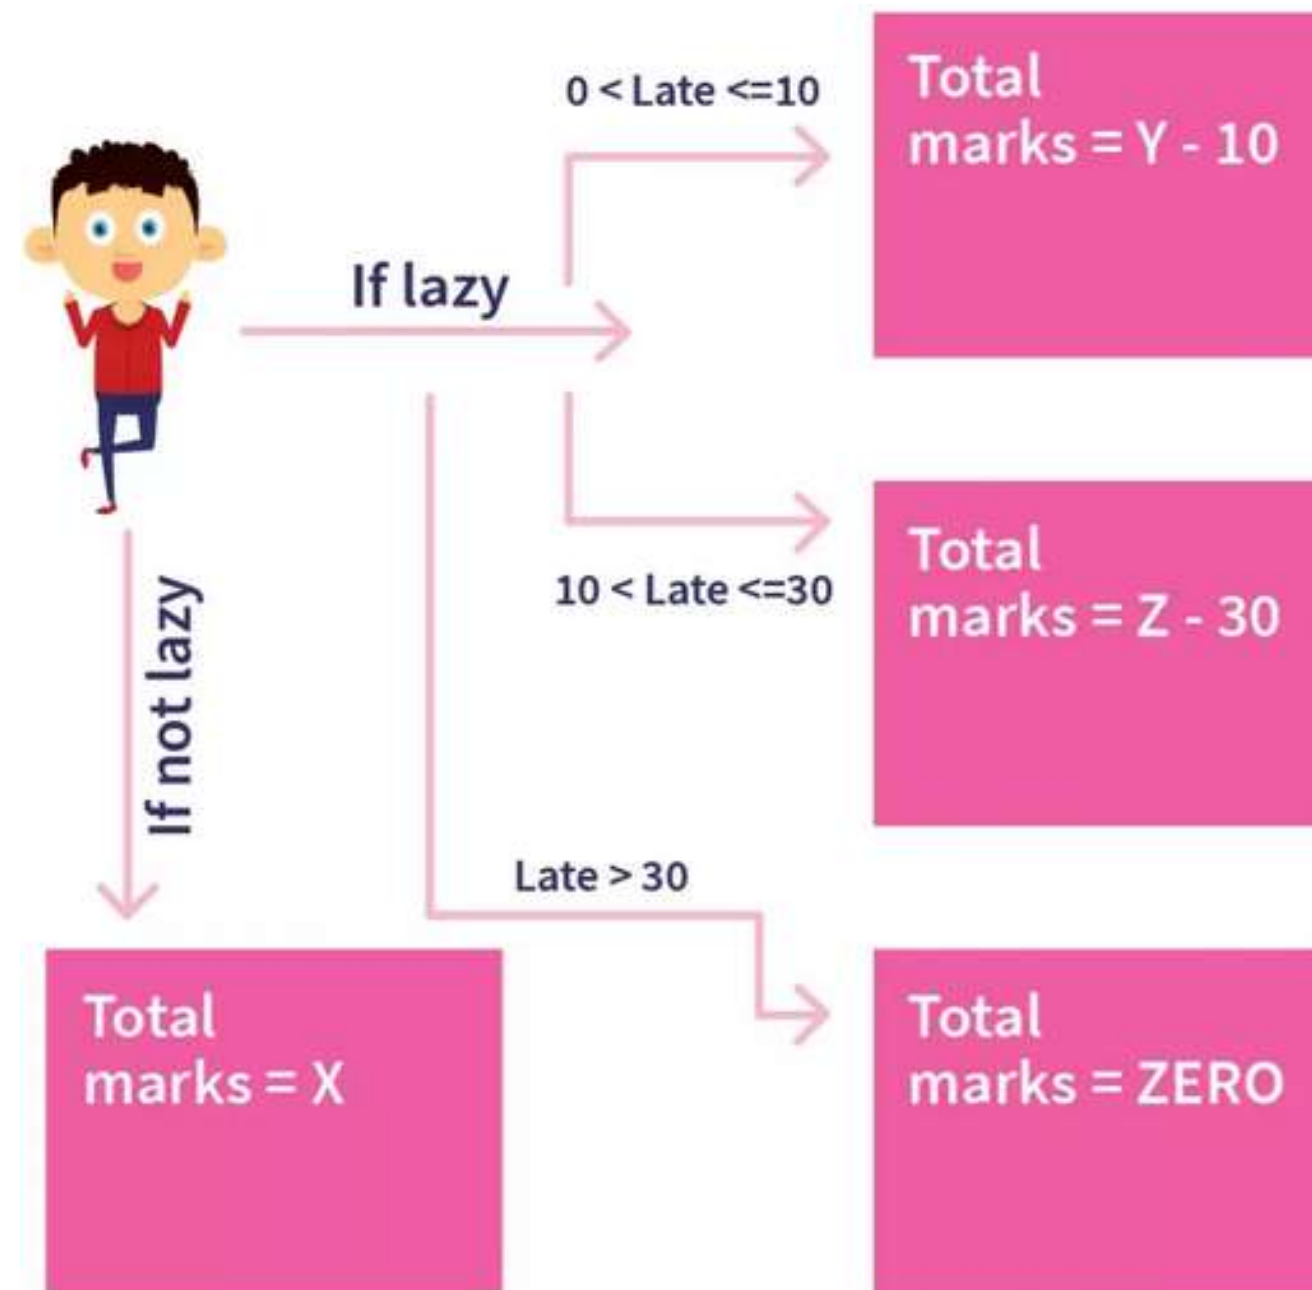 0 < Late <=10
Total
marks = Y - 10
If lazy
10 < Late <=30
Total
marks = Z - 30
If not lazy
Late > 30
Total
marks = X
Total
marks = ZERO